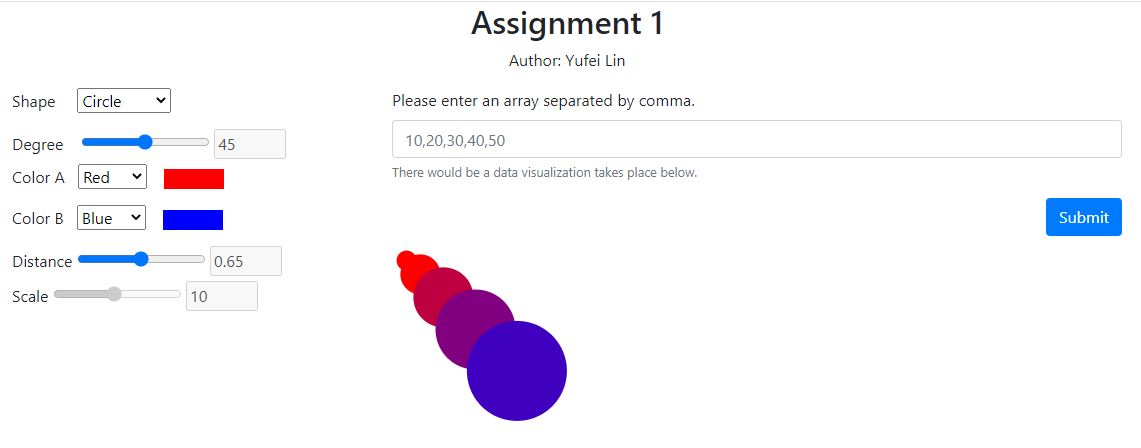 Assignment 1
Author: Yufei Lin
Shape Circle
Degree 45
Color A Red
Color B Blue
Distance 0.65
Scale 10
Please enter an array separated by comma.
10,20,30,40,50
There would be a data visualization takes place below.
Submit